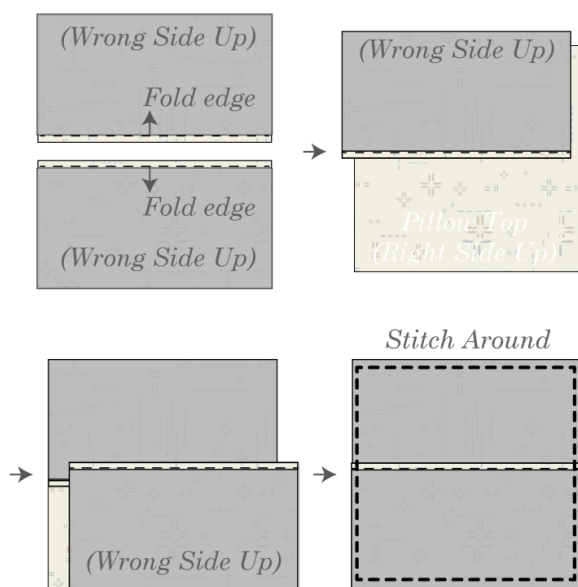 (Wrong Side Up)
Fold edge
Fold edge
(Wrong Side Up)
(Wrong Side Up)
Pillow Top
(Right Side Up)
(Wrong Side Up)
Stitch Around